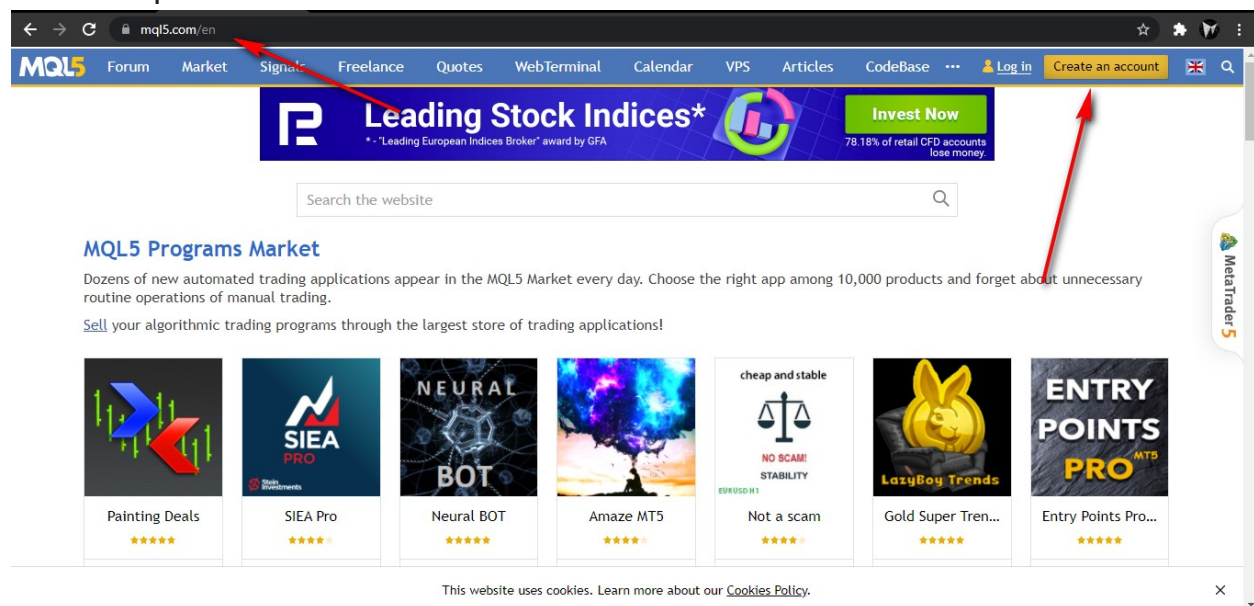 mql5.com/en
MQL5 Forum Market Signals Freelance Quotes WebTerminal Calendar VPS Articles CodeBase ... Log in Create an account
Leading Stock Indices*
* - "Leading European Indices Broker" award by GFA
Invest Now
78.18% of retail CFD accounts
lose money.
Search the website
MetaTrader 5
MQL5 Programs Market
Dozens of new automated trading applications appear in the MQL5 Market every day. Choose the right app among 10,000 products and forget about unnecessary
routine operations of manual trading.
Sell your algorithmic trading programs through the largest store of trading applications!
SIEA
PRO
Stein
Investments
NEURAL
BOT
cheap and stable
NO SCAM!
STABILITY
EURUSD H1
LazyBoy Trends
ENTRY
POINTS
PRO MT5
Painting Deals SIEA Pro Neural BOT Amaze MT5 Not a scam Gold Super Tren... Entry Points Pro...
This website uses cookies. Learn more about our Cookies Policy.